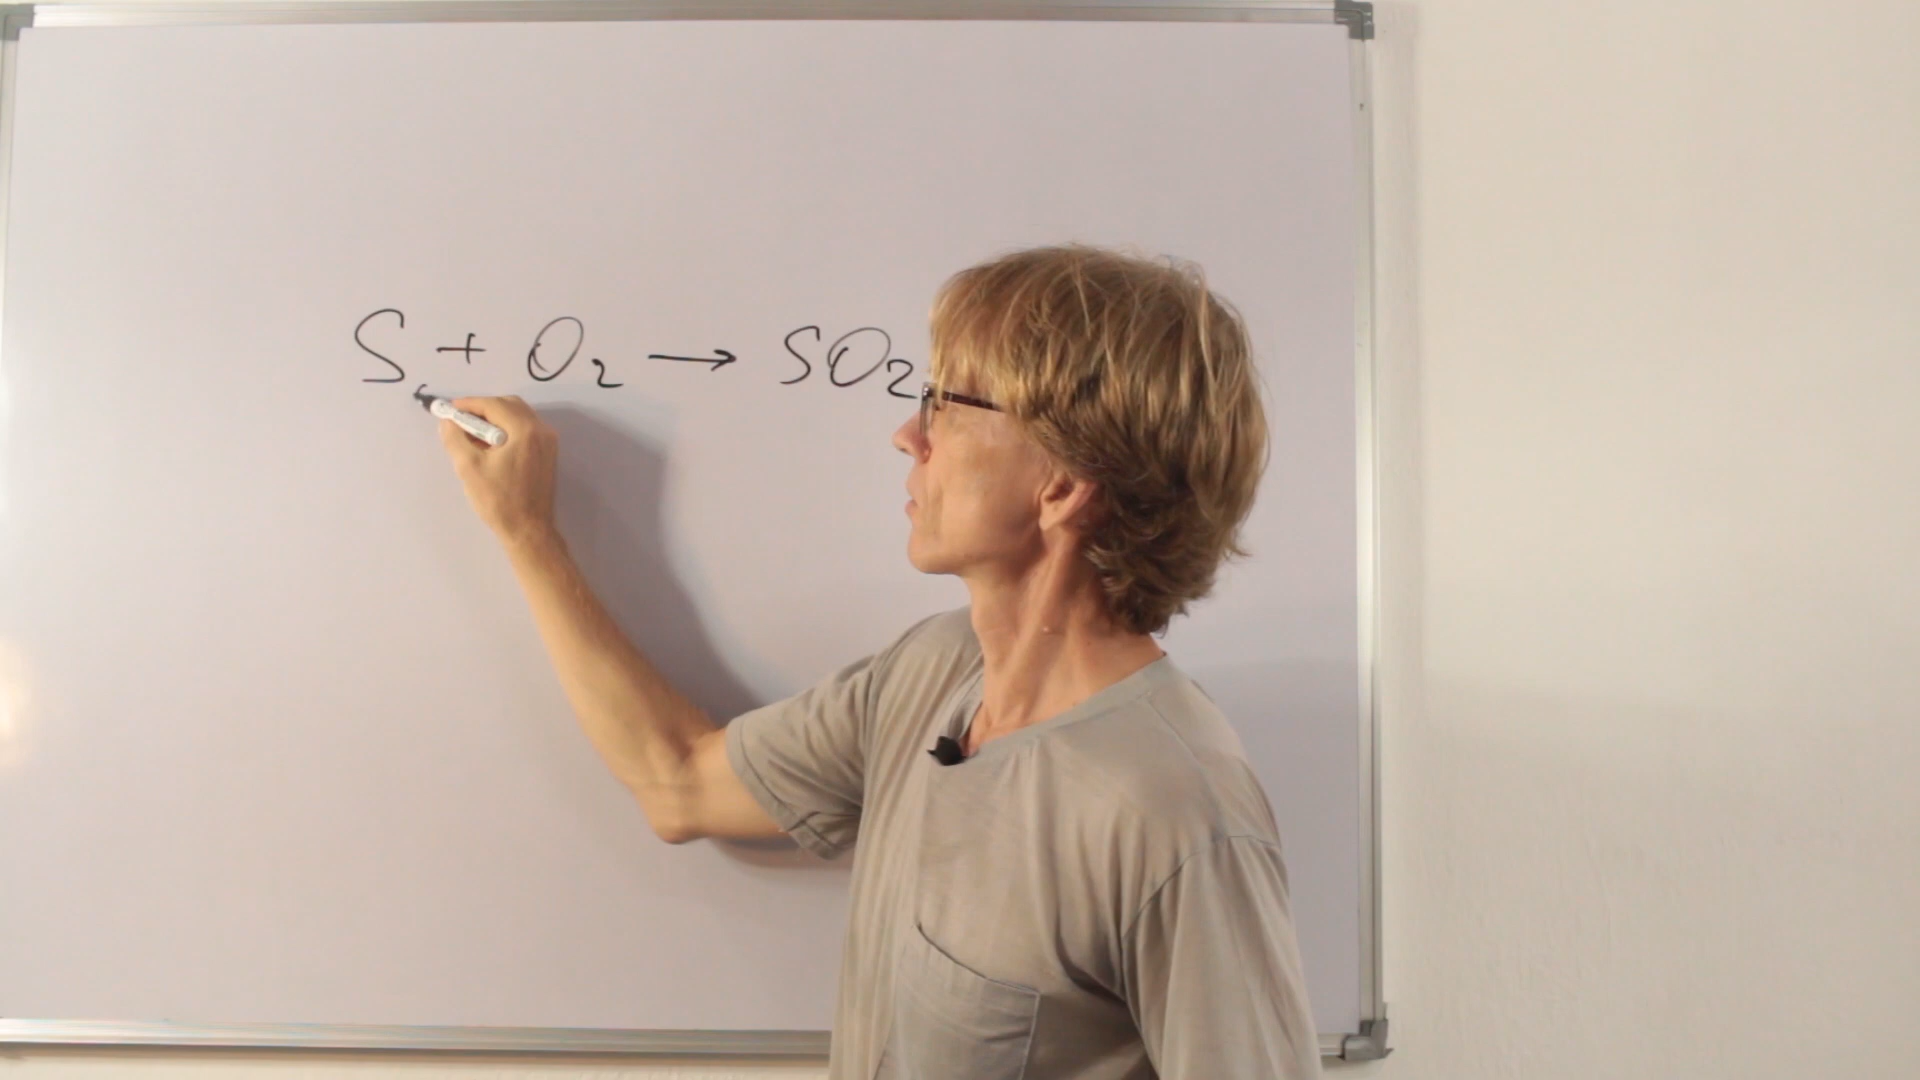 S + O₂ → SO₂